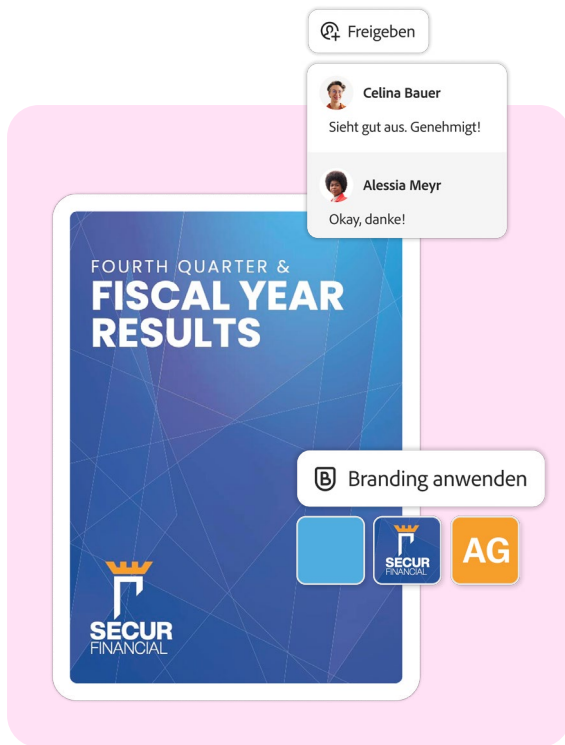 Freigeben
Celina Bauer
Sieht gut aus. Genehmigt!
Alessia Meyr
Okay, danke!
FOURTH QUARTER &
FISCAL YEAR
RESULTS
B Branding anwenden
SECUR
FINANCIAL
AG
SECUR
FINANCIAL